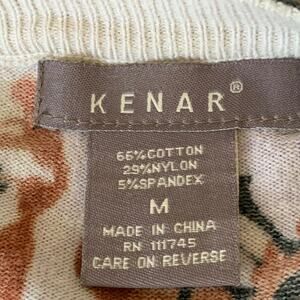 KENAR®
66%COTTON
29%NYLON
5%SPANDEX
M
MADE IN CHINA
RN 111745
CARE ON REVERSE